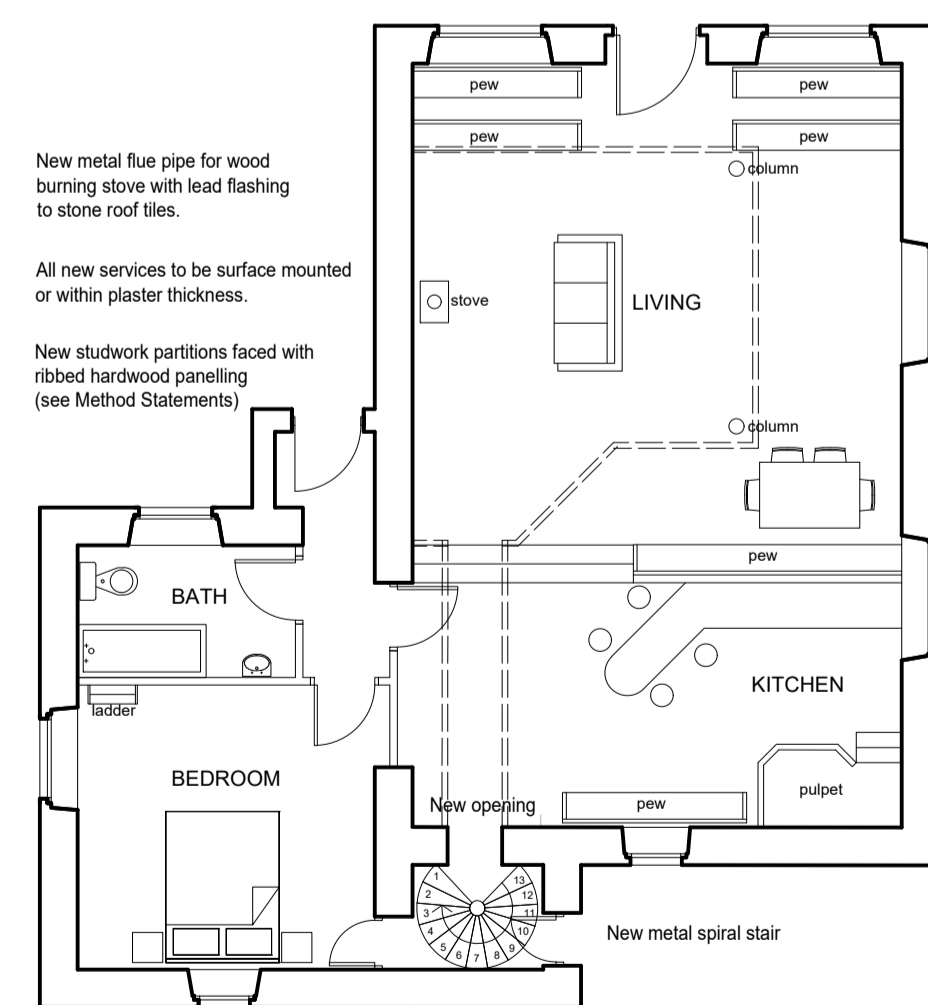 pew
pew
pew
pew
column
New metal flue pipe for wood
burning stove with lead flashing
to stone roof tiles.
All new services to be surface mounted
or within plaster thickness.
stove
LIVING
New studwork partitions faced with
ribbed hardwood panelling
(see Method Statements)
column
pew
BATH
KITCHEN
ladder
BEDROOM
pulpet
New opening
pew
1
2
3
4
5
6
7
8
9
10
11
12
13
New metal spiral stair